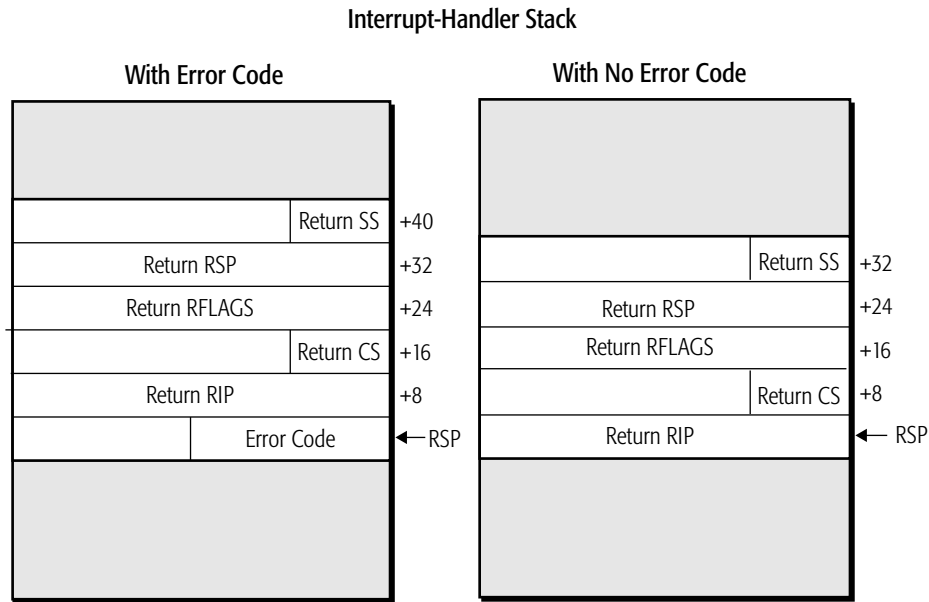 Interrupt-Handler Stack
With Error Code
Return SS +40
Return RSP +32
Return RFLAGS +24
Return CS +16
Return RIP +8
Error Code RSP
With No Error Code
Return SS +32
Return RSP +24
Return RFLAGS +16
Return CS +8
Return RIP RSP